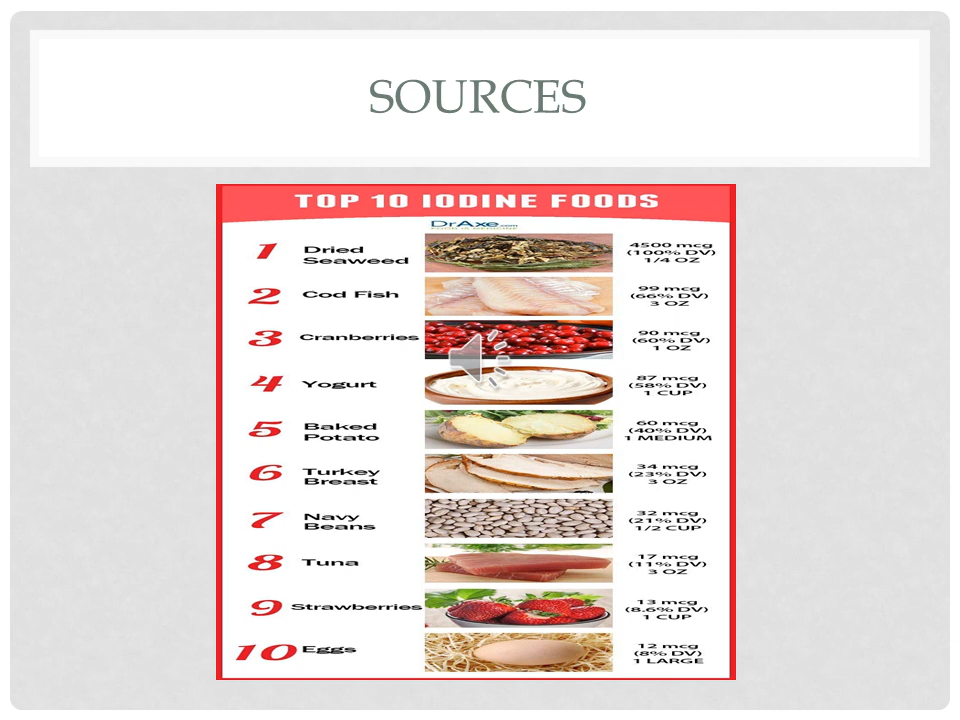 SOURCES
TOP 10 IODINE FOODS
DrAxe.com
1 Dried Seaweed 4500 mcg (100% DV) 1/4 OZ
2 Cod Fish 99 mcg (66% DV) 3 OZ
3 Cranberries 90 mcg (60% DV) 1 OZ
4 Yogurt 87 mcg (58% DV) 1 CUP
5 Baked Potato 60 mcg (40% DV) 1 MEDIUM
6 Turkey Breast 34 mcg (23% DV) 3 OZ
7 Navy Beans 32 mcg (21% DV) 1/2 CUP
8 Tuna 17 mcg (11% DV) 3 OZ
9 Strawberries 13 mcg (8.6% DV) 1 CUP
10 Eggs 12 mcg (8% DV) 1 LARGE